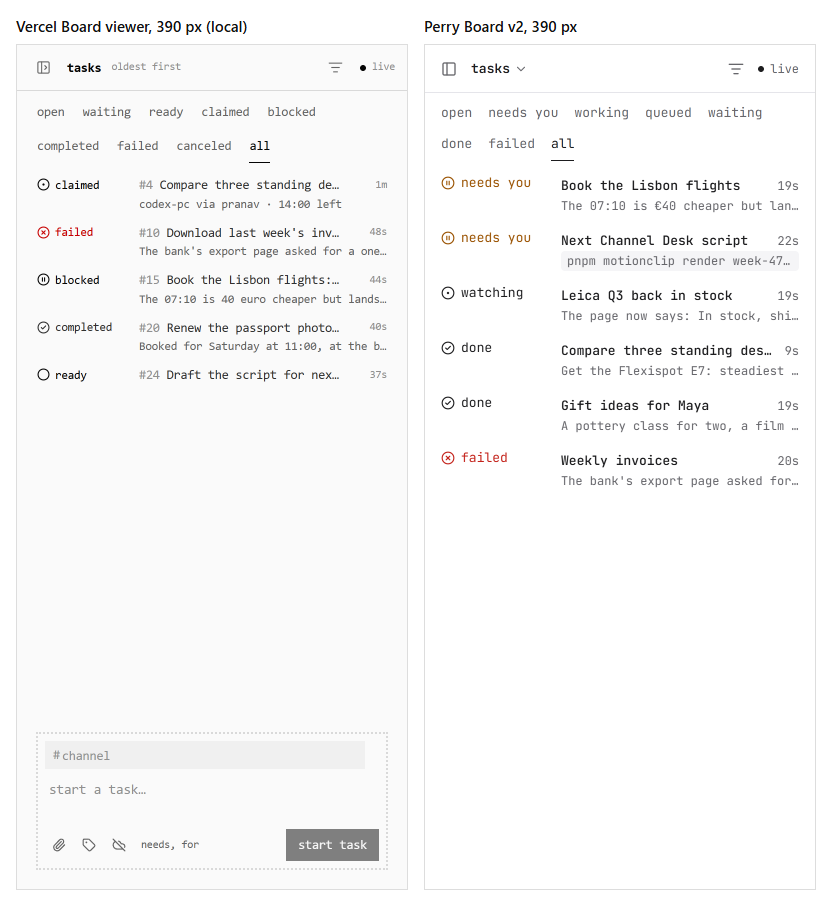 Vercel Board viewer, 390 px (local)
tasks oldest first live
open waiting ready claimed blocked
completed failed canceled all
claimed #4 Compare three standing de… 1m
codex-pc via pranav · 14:00 left
failed #10 Download last week's inv… 48s
The bank's export page asked for a one…
blocked #15 Book the Lisbon flights:… 44s
The 07:10 is 40 euro cheaper but lands…
completed #20 Renew the passport photo… 40s
Booked for Saturday at 11:00, at the b…
ready #24 Draft the script for nex… 37s
#channel
start a task…
needs, for start task
Perry Board v2, 390 px
tasks live
open needs you working queued waiting
done failed all
needs you Book the Lisbon flights 19s
The 07:10 is €40 cheaper but lan…
needs you Next Channel Desk script 22s
pnpm motionclip render week-47…
watching Leica Q3 back in stock 19s
The page now says: In stock, shi…
done Compare three standing des… 9s
Get the Flexispot E7: steadiest …
done Gift ideas for Maya 19s
A pottery class for two, a film …
failed Weekly invoices 20s
The bank's export page asked for…